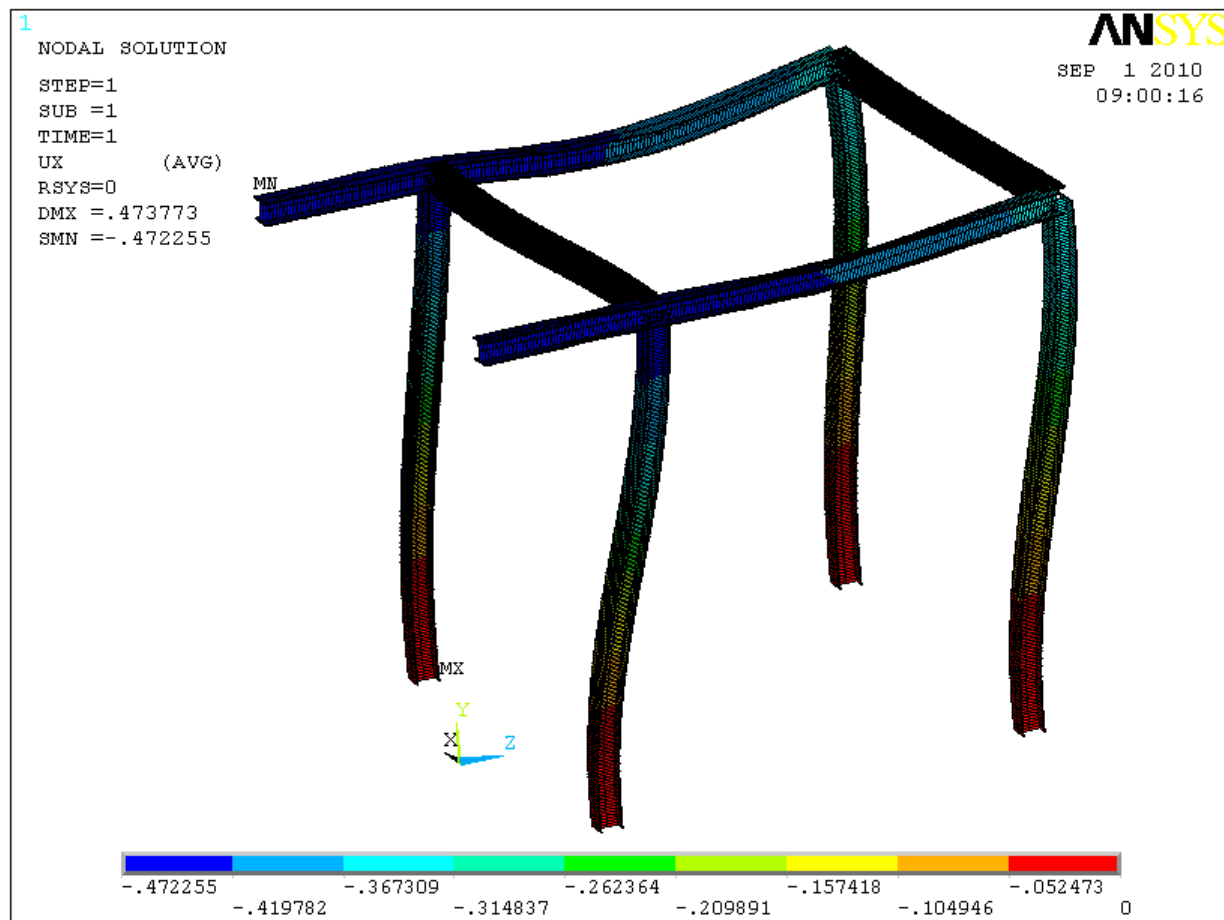 1
NODAL SOLUTION
STEP=1
SUB =1
TIME=1
UX (AVG)
RSYS=0
DMX =.473773
SMN =-.472255
ANSYS
SEP 1 2010
09:00:16
MN
MX
Y
X
Z
-.472255 -.367309 -.262364 -.157418 -.052473
-.419782 -.314837 -.209891 -.104946 0